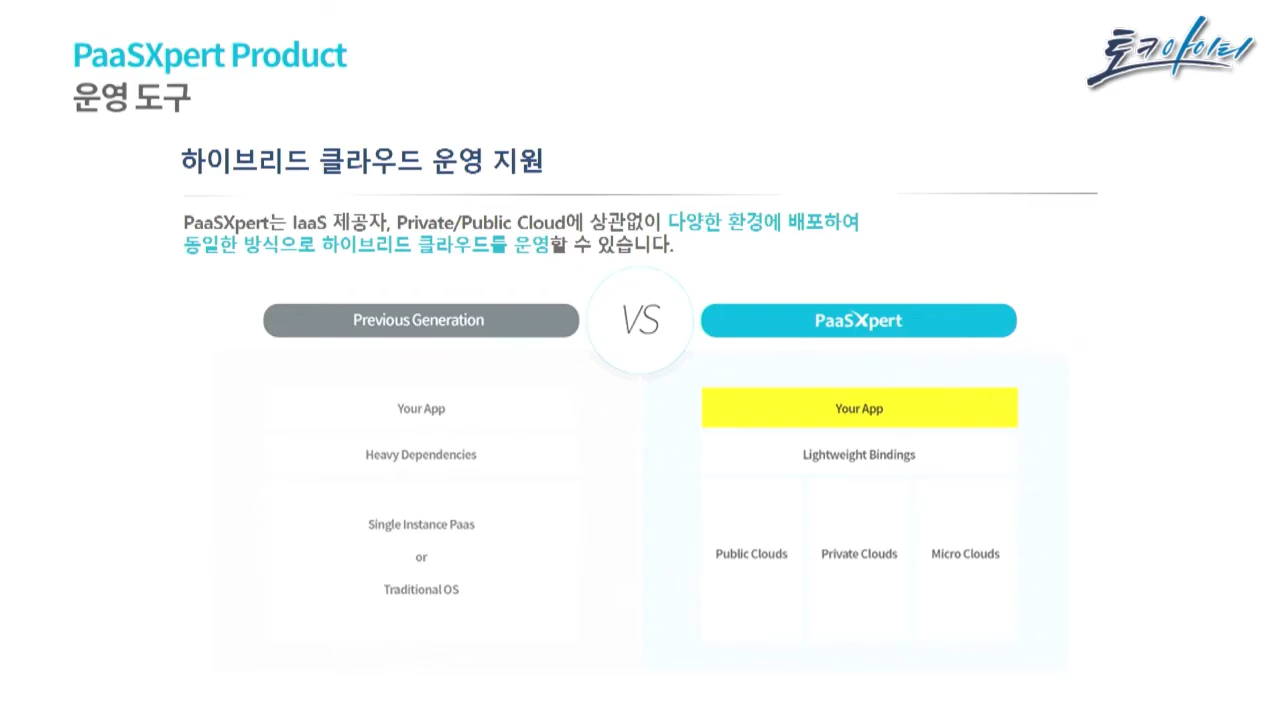 PaaSXpert Product
운영 도구
토크아이티
하이브리드 클라우드 운영 지원
PaaSXpert는 IaaS 제공자, Private/Public Cloud에 상관없이 다양한 환경에 배포하여
동일한 방식으로 하이브리드 클라우드를 운영할 수 있습니다.
Previous Generation
VS
PaaSXpert
Your App
Heavy Dependencies
Single Instance Paas
or
Traditional OS
Your App
Lightweight Bindings
Public Clouds
Private Clouds
Micro Clouds